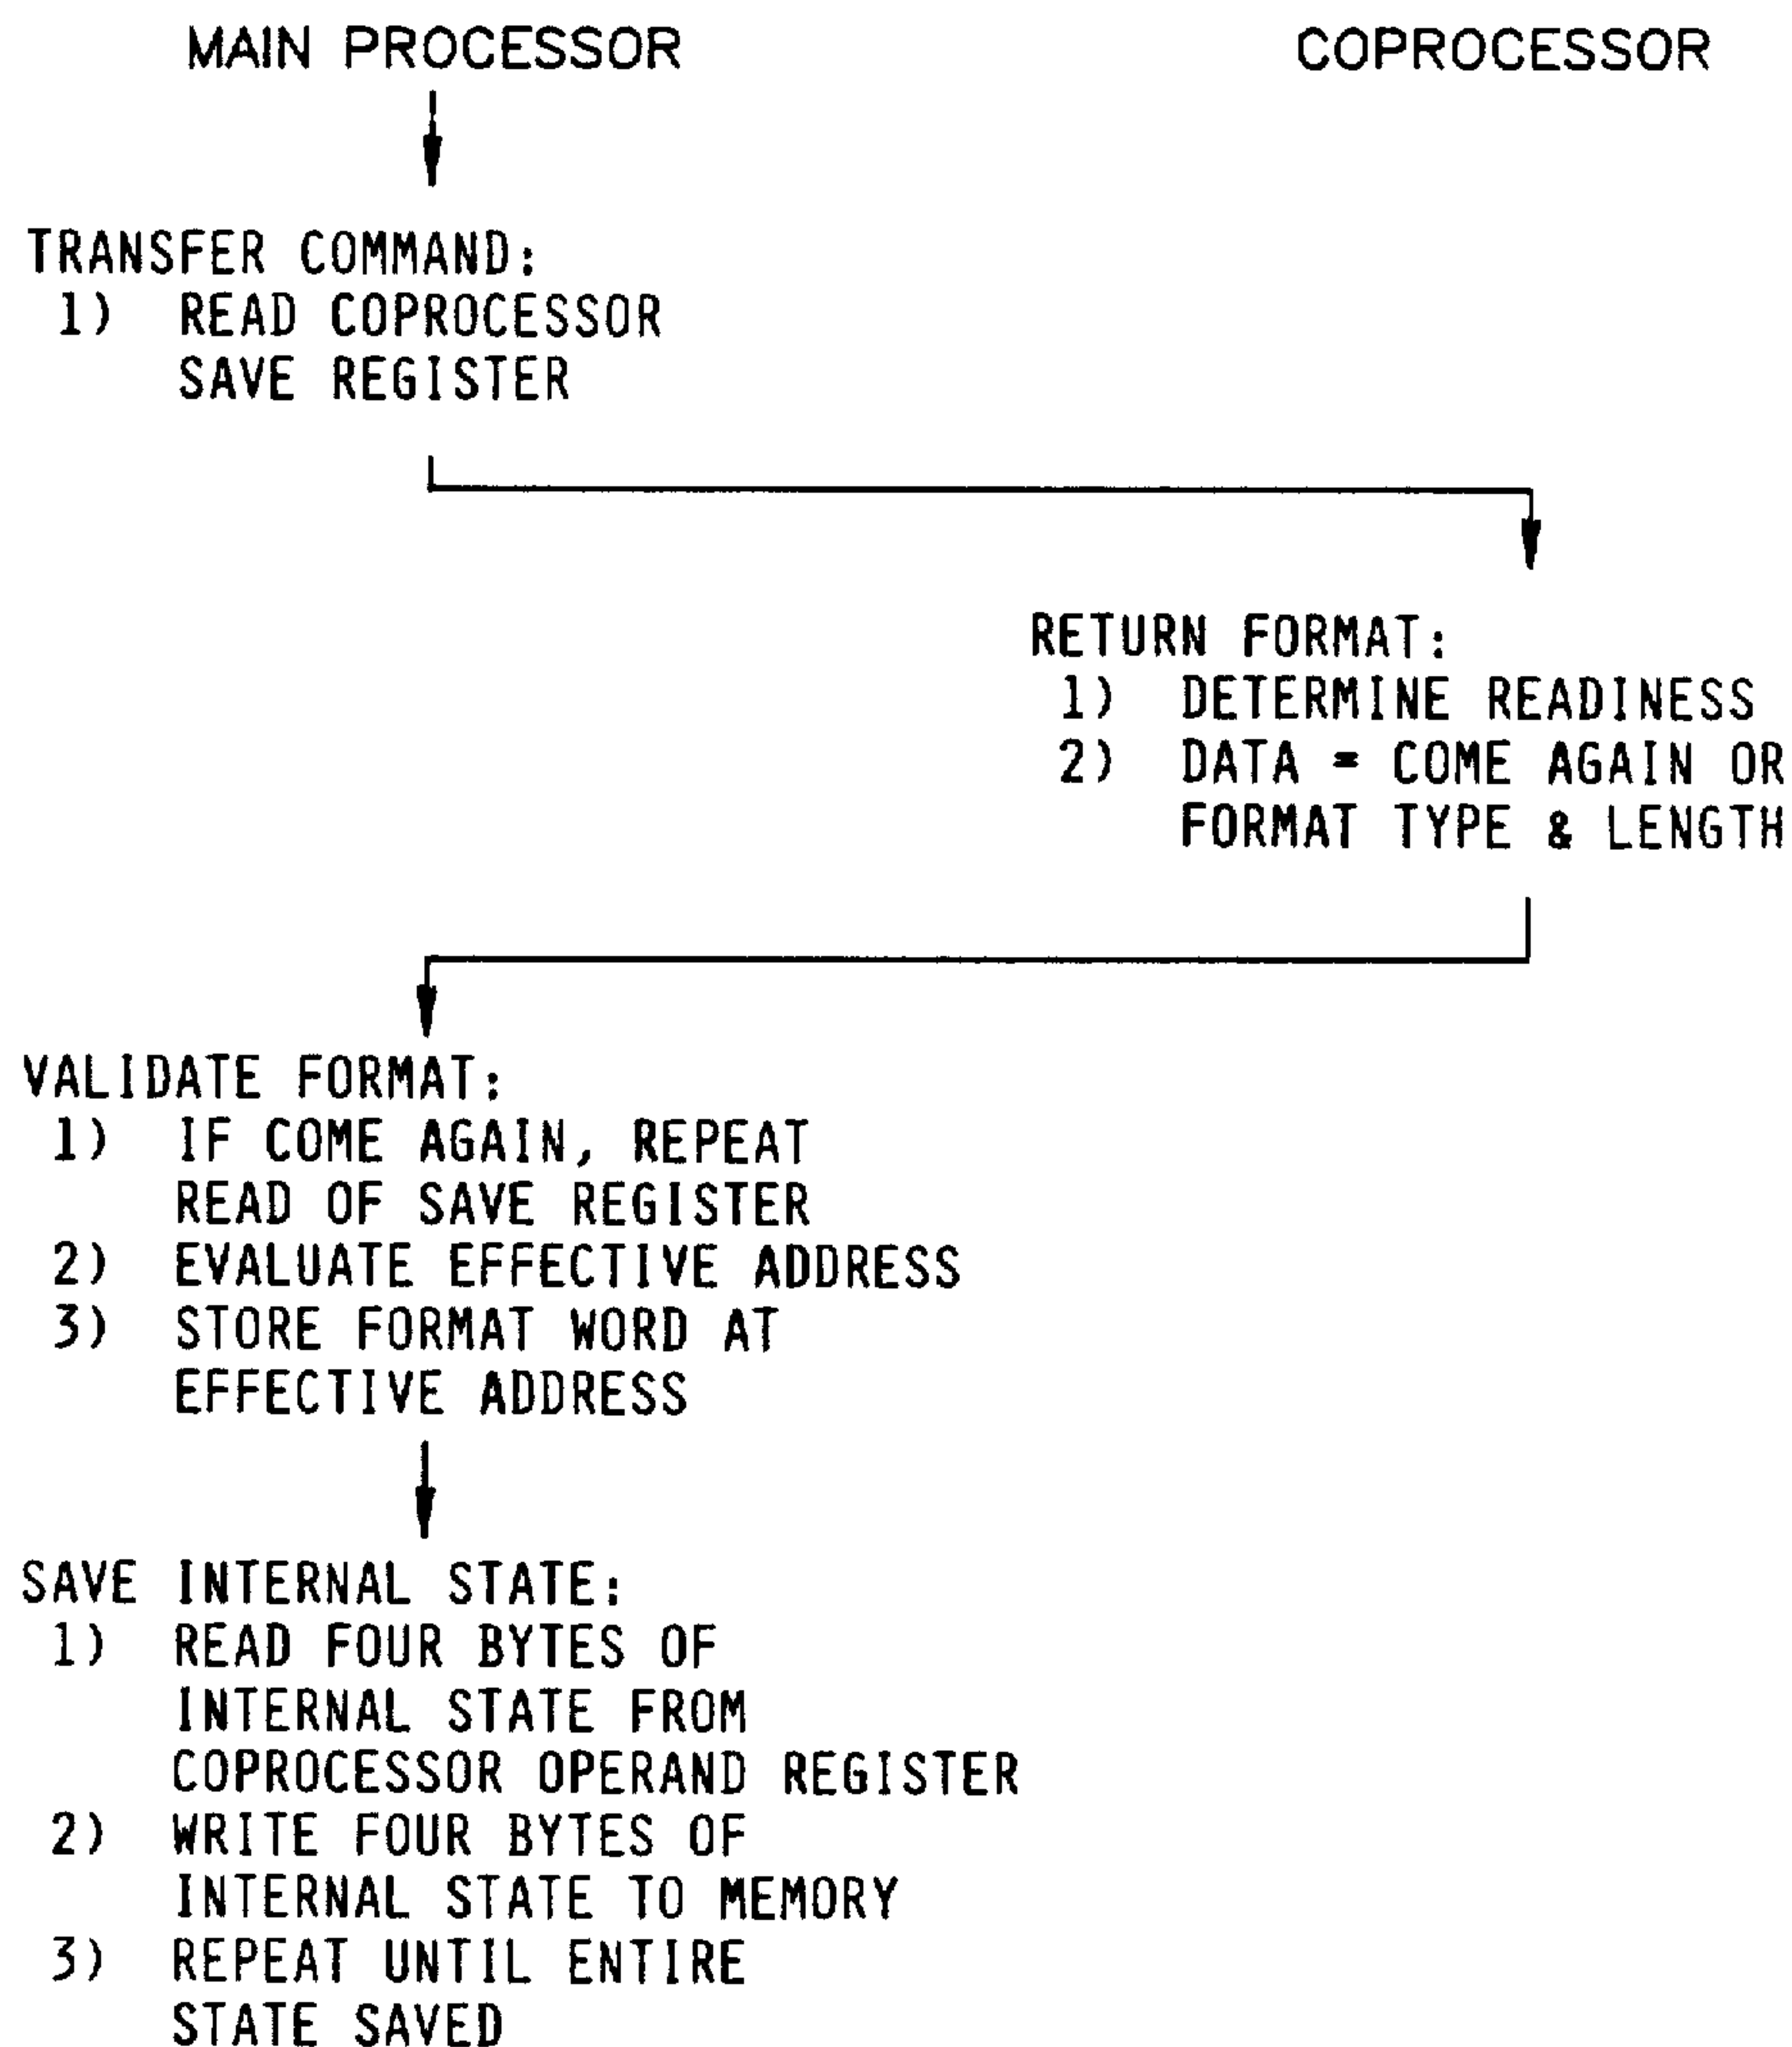 MAIN PROCESSOR
COPROCESSOR
TRANSFER COMMAND:
1) READ COPROCESSOR
SAVE REGISTER
RETURN FORMAT:
1) DETERMINE READINESS
2) DATA = COME AGAIN OR
FORMAT TYPE & LENGTH
VALIDATE FORMAT:
1) IF COME AGAIN, REPEAT
READ OF SAVE REGISTER
2) EVALUATE EFFECTIVE ADDRESS
3) STORE FORMAT WORD AT
EFFECTIVE ADDRESS
SAVE INTERNAL STATE:
1) READ FOUR BYTES OF
INTERNAL STATE FROM
COPROCESSOR OPERAND REGISTER
2) WRITE FOUR BYTES OF
INTERNAL STATE TO MEMORY
3) REPEAT UNTIL ENTIRE
STATE SAVED